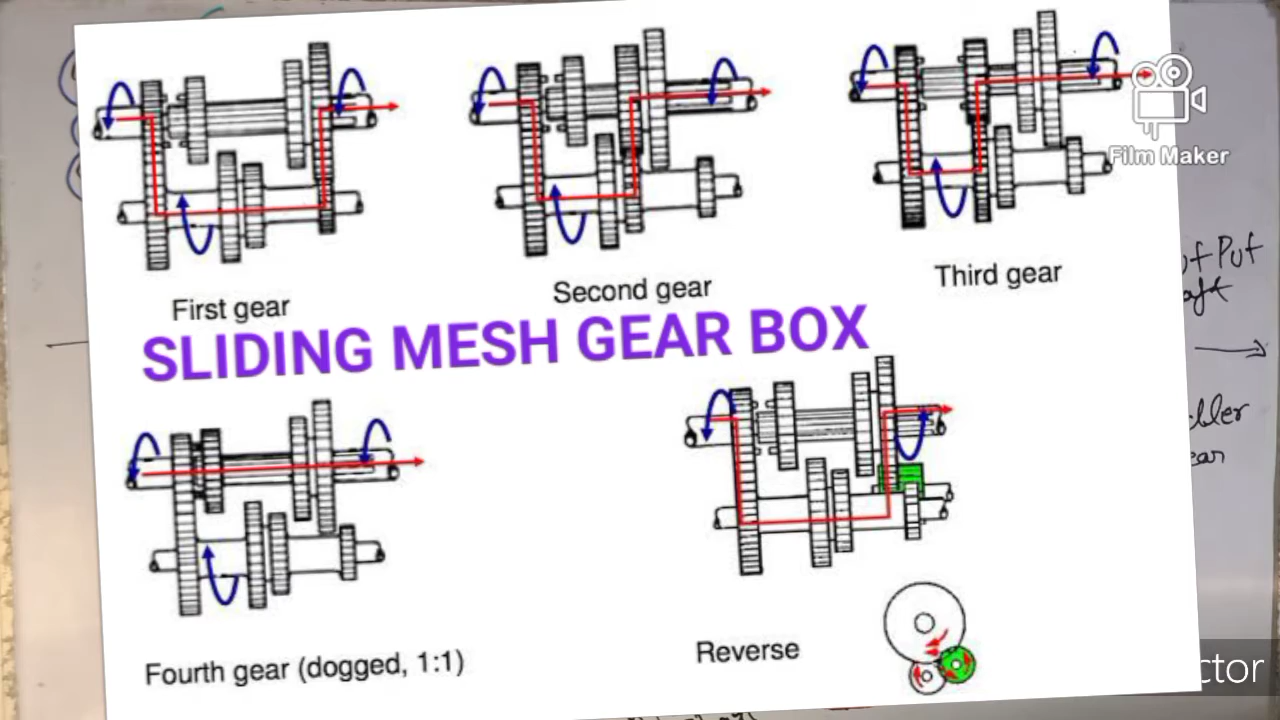 Film Maker
First gear
Second gear
Third gear
SLIDING MESH GEAR BOX
Fourth gear (dogged, 1:1)
Reverse